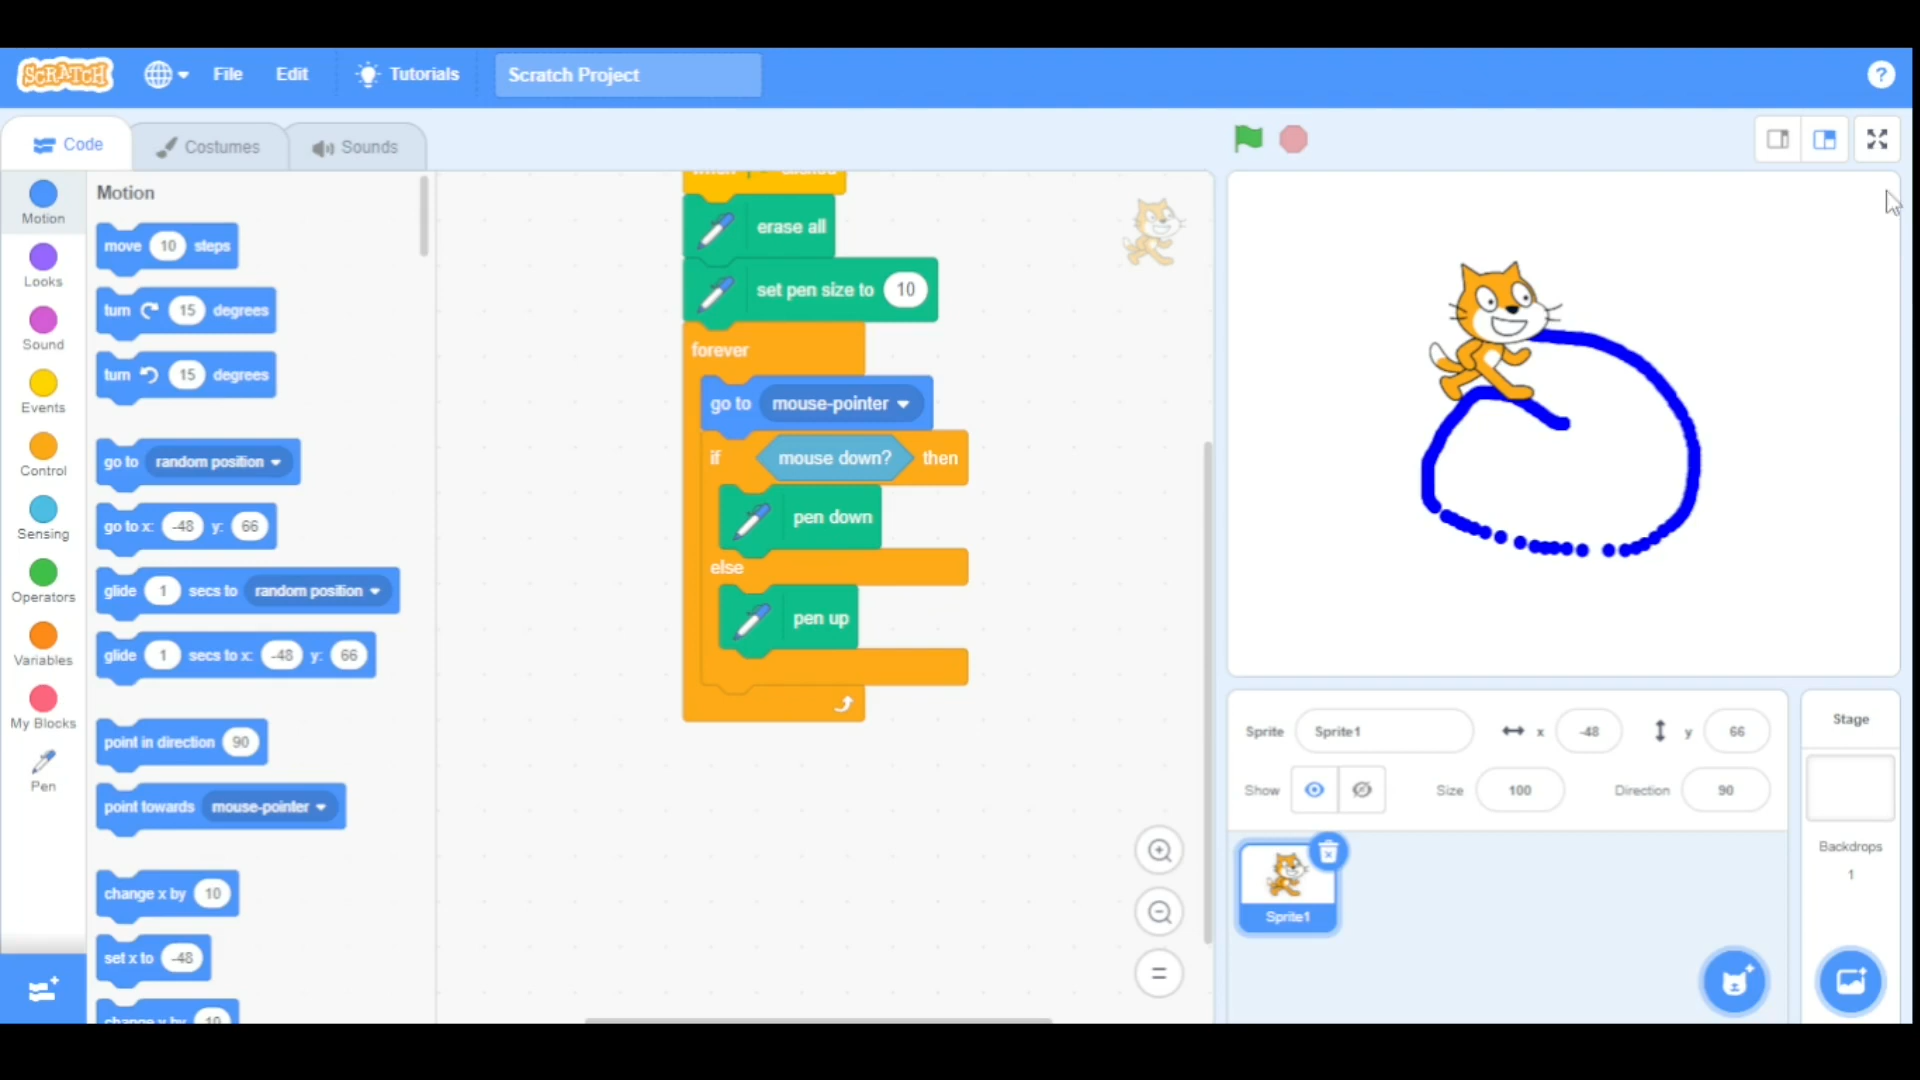 SCRATCH File Edit Tutorials Scratch Project ?
Code Costumes Sounds
Motion
Looks
Sound
Events
Control
Sensing
Operators
Variables
My Blocks
Pen
Motion
move 10 steps
turn 15 degrees
turn 15 degrees
go to random position
go to x: -48 y: 66
glide 1 secs to random position
glide 1 secs to x: -48 y: 66
point in direction 90
point towards mouse-pointer
change x by 10
set x to -48
change y by 10
erase all
set pen size to 10
forever
go to mouse-pointer
if mouse down? then
pen down
else
pen up
Sprite Sprite1 x -48 y 66
Show Size 100 Direction 90
Sprite1
Stage
Backdrops
1